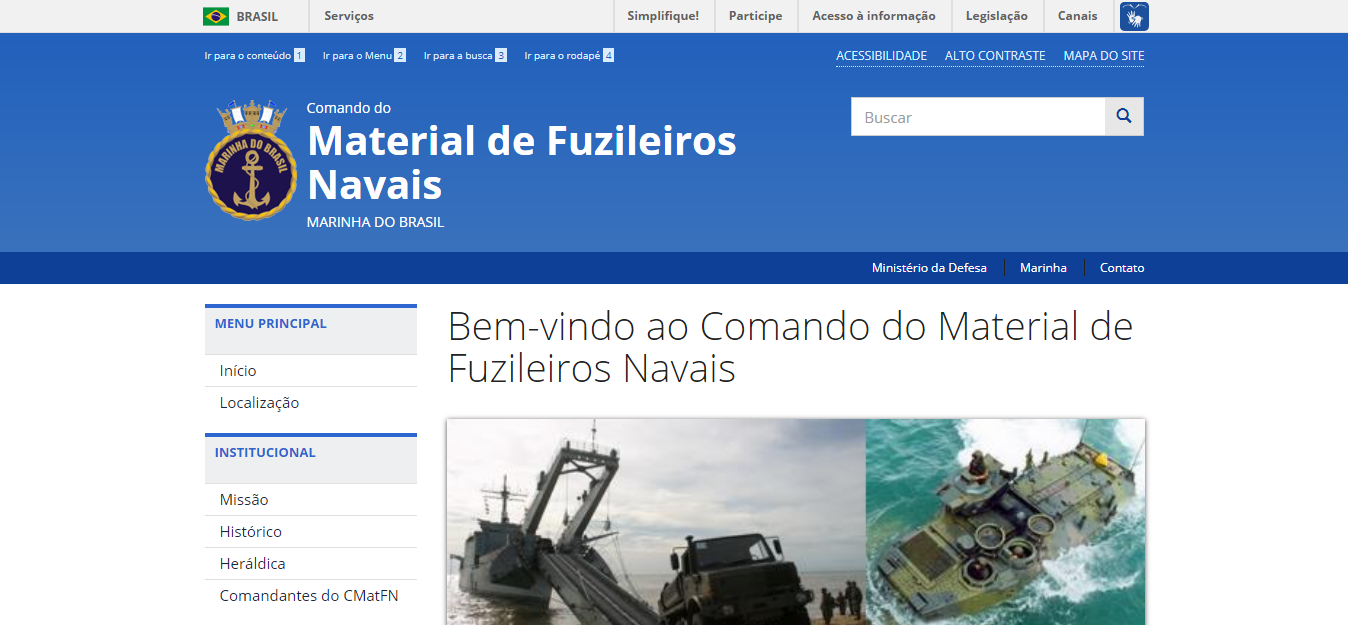 BRASIL
Serviços
Simplifique!
Participe
Acesso à informação
Legislação
Canais
Ir para o conteúdo 1
Ir para o Menu 2
Ir para a busca 3
Ir para o rodapé 4
ACESSIBILIDADE
ALTO CONTRASTE
MAPA DO SITE
MARINHA DO BRASIL
Comando do
Material de Fuzileiros
Navais
MARINHA DO BRASIL
Buscar
Ministério da Defesa
Marinha
Contato
MENU PRINCIPAL
Início
Localização
INSTITUCIONAL
Missão
Histórico
Heráldica
Comandantes do CMatFN
Bem-vindo ao Comando do Material de
Fuzileiros Navais